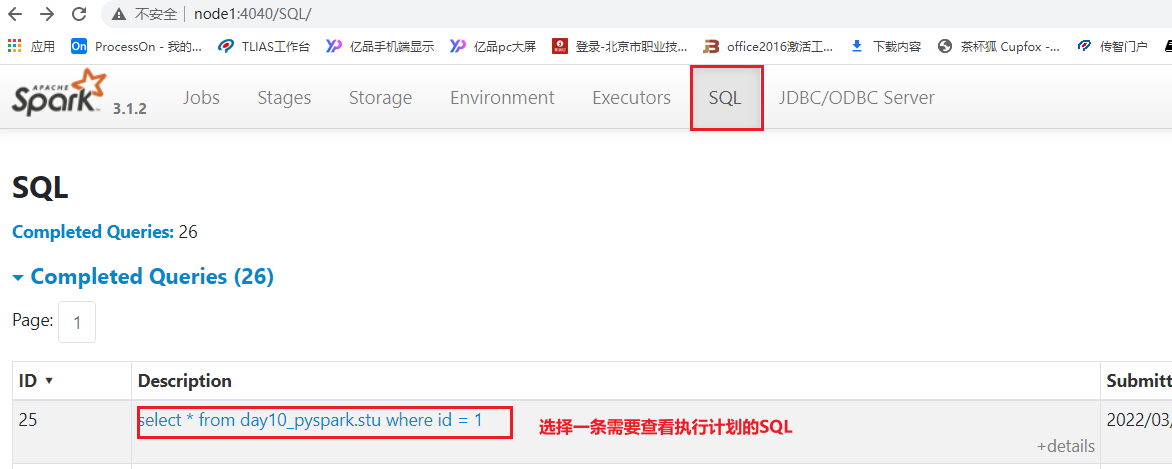 不安全 node1:4040/SQL/
应用 ProcessOn - 我的... TLIAS工作台 亿品手机端显示 亿品pc大屏 登录-北京市职业技... office2016激活工... 下载内容 茶杯狐 Cupfox -... 传智门户
APACHE Spark 3.1.2 Jobs Stages Storage Environment Executors SQL JDBC/ODBC Server
SQL
Completed Queries: 26
Completed Queries (26)
Page: 1
ID Description Submitt
25 select * from day10_pyspark.stu where id = 1 选择一条需要查看执行计划的SQL 2022/03/
+details